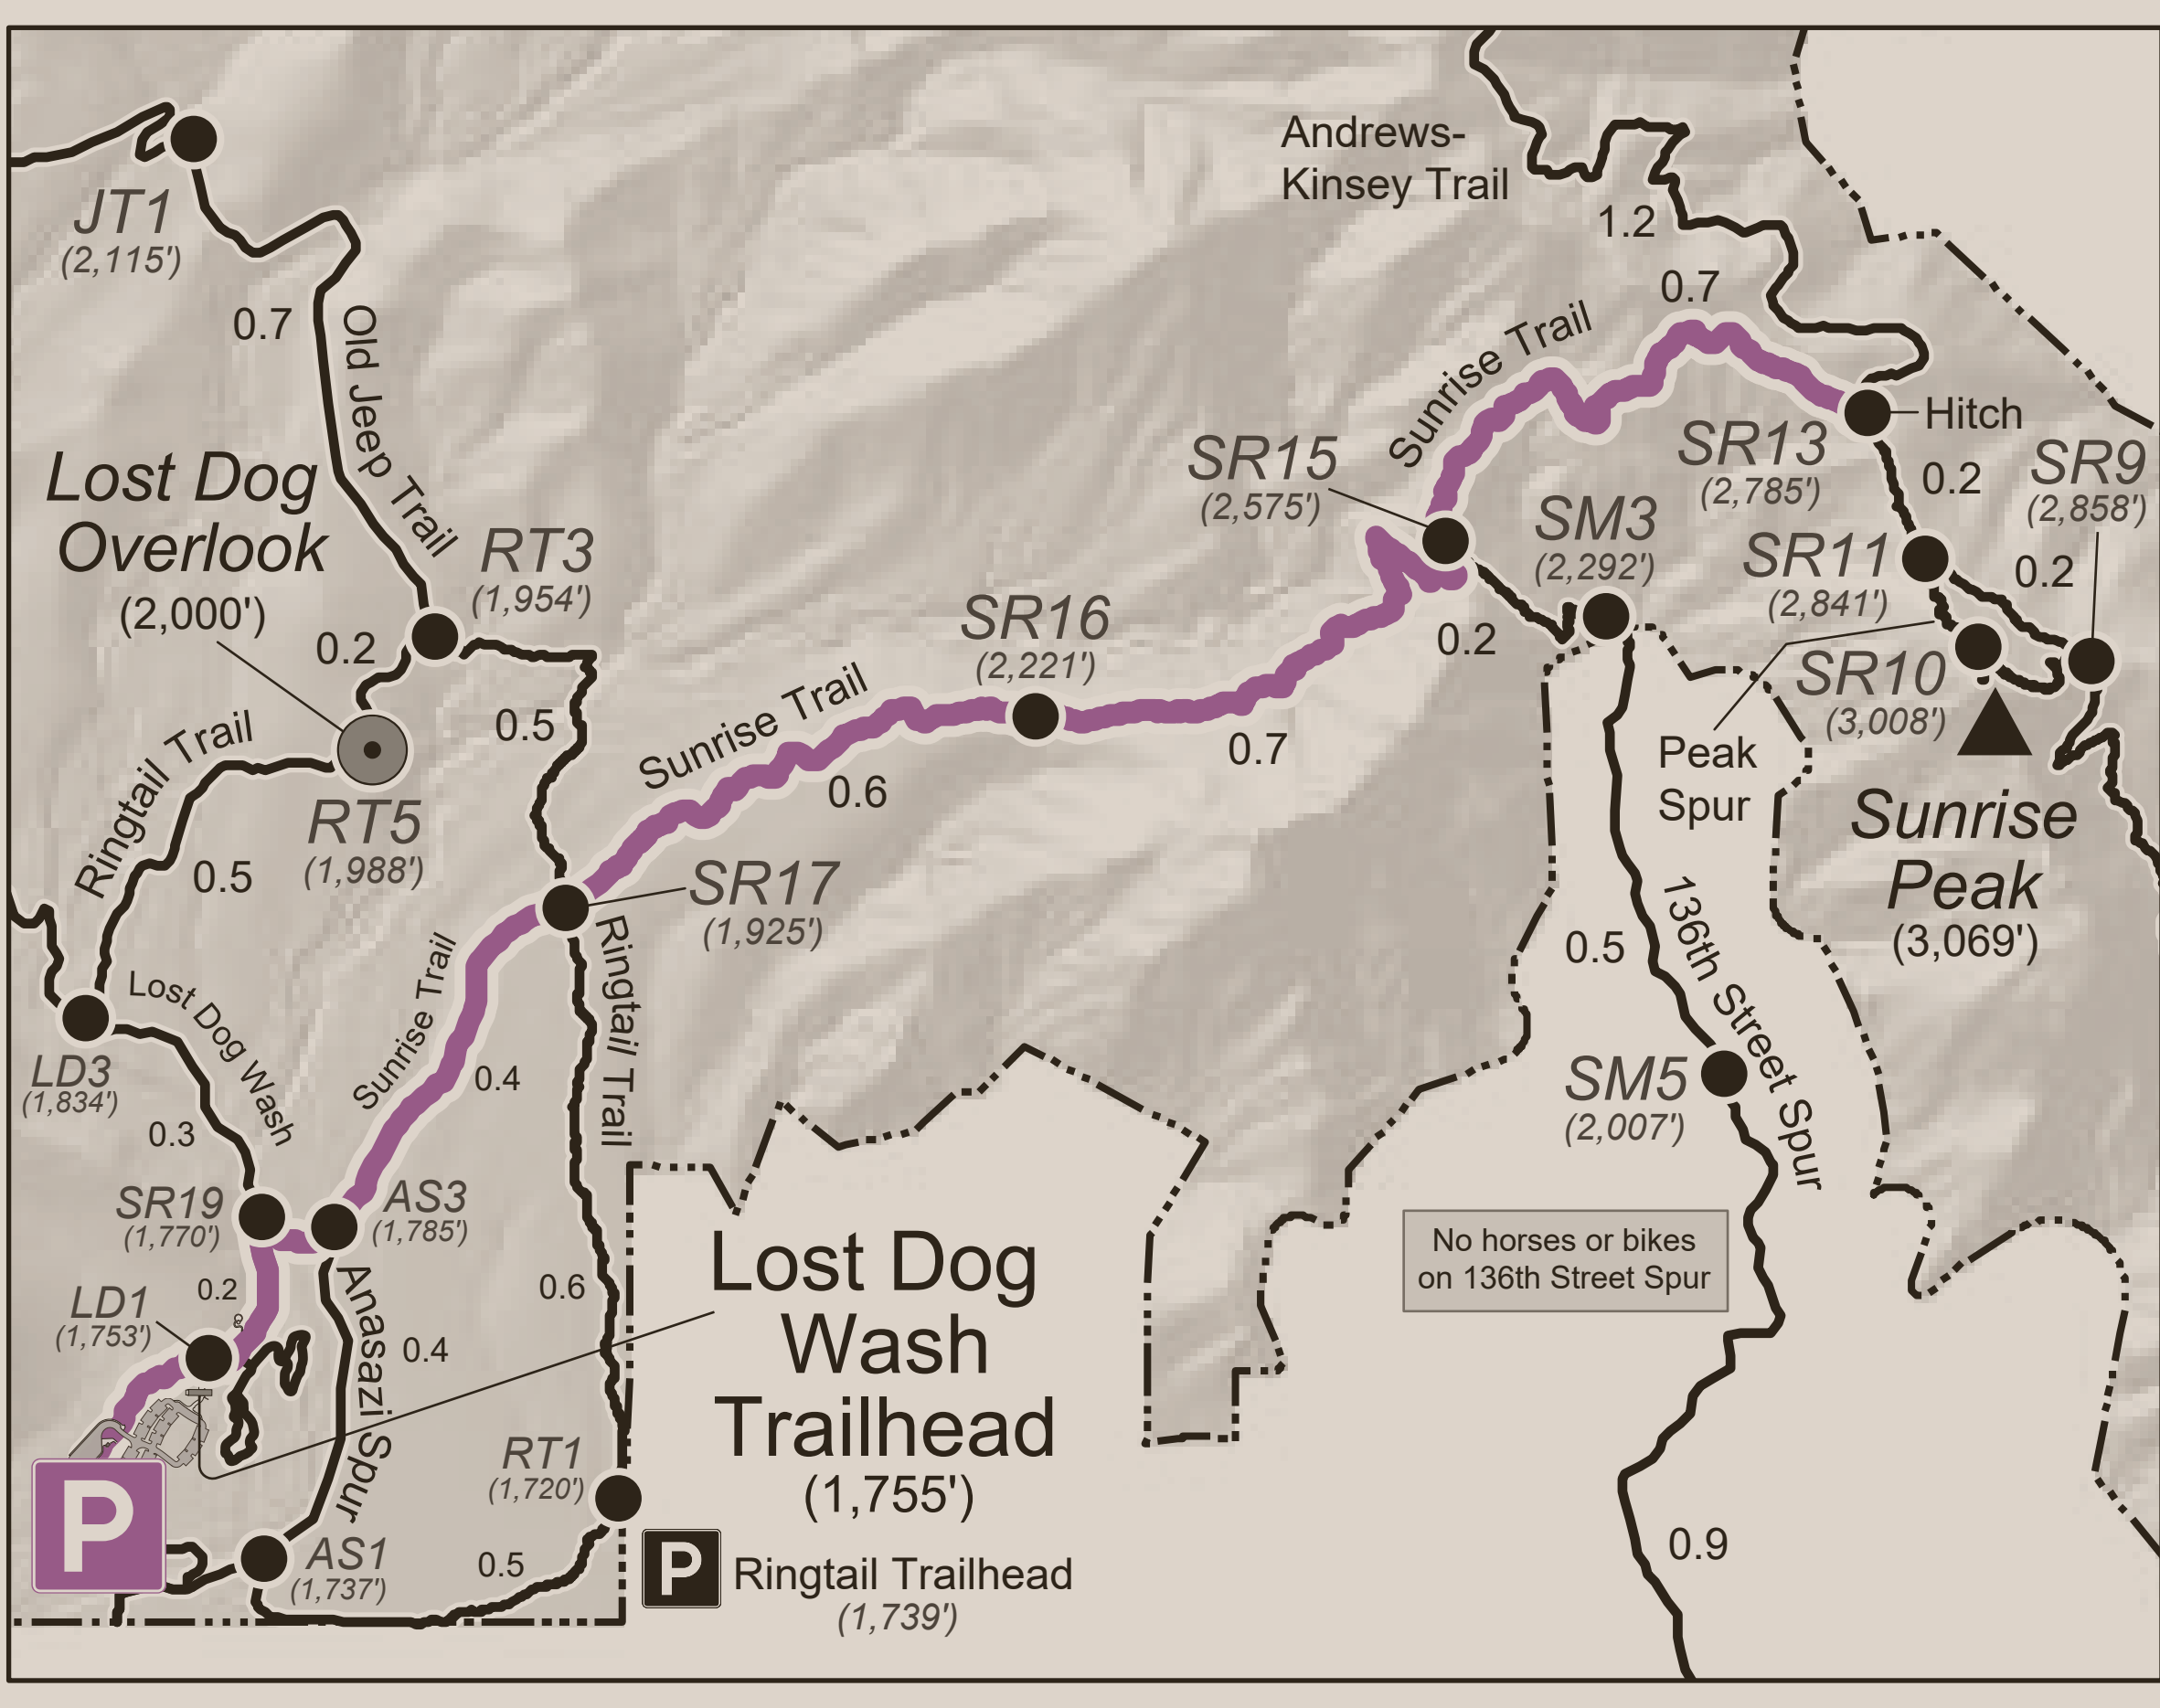 Andrews-
Kinsey Trail
1.2
JT1
(2,115')
0.7
Old Jeep Trail
0.7
Sunrise Trail
Hitch
SR13
(2,785')
0.2
SR9
(2,858')
SR15
(2,575')
Lost Dog
Overlook
(2,000')
RT3
(1,954')
SM3
(2,292')
SR11
(2,841')
0.2
0.2
SR16
(2,221')
0.2
SR10
(3,008')
0.5
Ringtail Trail
Sunrise Trail
0.6
0.7
Peak
Spur
RT5
(1,988')
0.5
Sunrise
Peak
(3,069')
SR17
(1,925')
136th Street Spur
0.5
Sunrise Trail
Ringtail Trail
Lost Dog Wash
LD3
(1,834')
0.4
SM5
(2,007')
0.3
SR19
(1,770')
AS3
(1,785')
Lost Dog
Wash
Trailhead
(1,755')
No horses or bikes
on 136th Street Spur
LD1
(1,753')
0.2
0.6
Anasazi Spur
0.4
RT1
(1,720')
P
P
Ringtail Trailhead
(1,739')
AS1
(1,737')
0.5
0.9